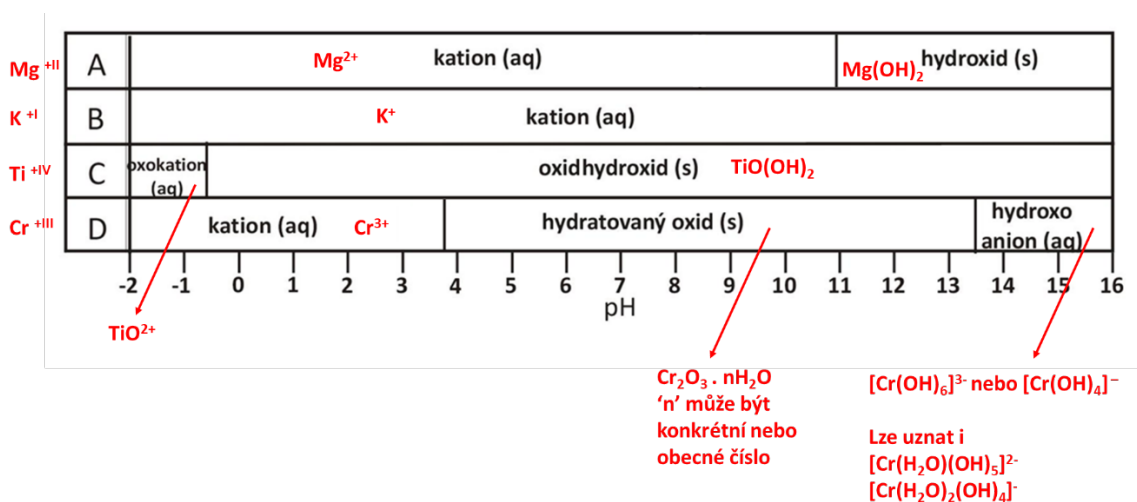 Mg +II A Mg²⁺ kation (aq) Mg(OH)₂ hydroxid (s)
K +I B K⁺ kation (aq)
Ti +IV C oxokation (aq) oxidhydroxid (s) TiO(OH)₂
Cr +III D kation (aq) Cr³⁺ hydratovaný oxid (s) hydroxo anion (aq)
-2 -1 0 1 2 3 4 5 6 7 8 9 10 11 12 13 14 15 16
pH
TiO²⁺
Cr₂O₃ . nH₂O
‘n’ může být
konkrétní nebo
obecné číslo
[Cr(OH)₆]³⁻ nebo [Cr(OH)₄]⁻
Lze uznat i
[Cr(H₂O)(OH)₅]²⁻
[Cr(H₂O)₂(OH)₄]⁻